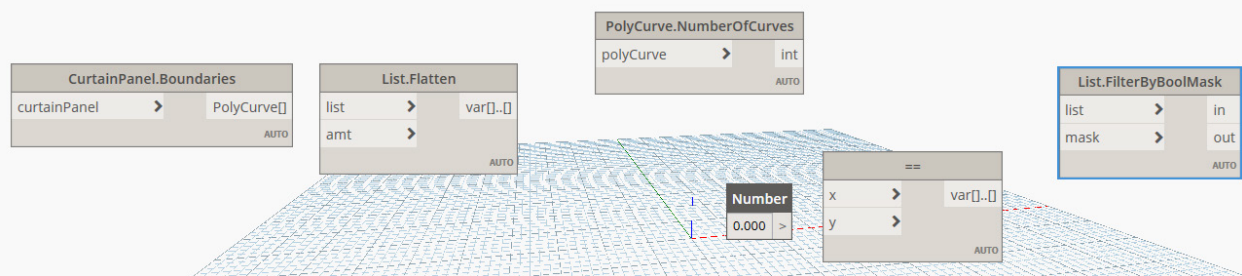 CurtainPanel.Boundaries
curtainPanel > PolyCurve[]
AUTO
List.Flatten
list > var[]..[]
amt >
AUTO
PolyCurve.NumberOfCurves
polyCurve > int
AUTO
Number
0.000 >
==
x > var[]..[]
y >
AUTO
List.FilterByBoolMask
list > in
mask > out
AUTO